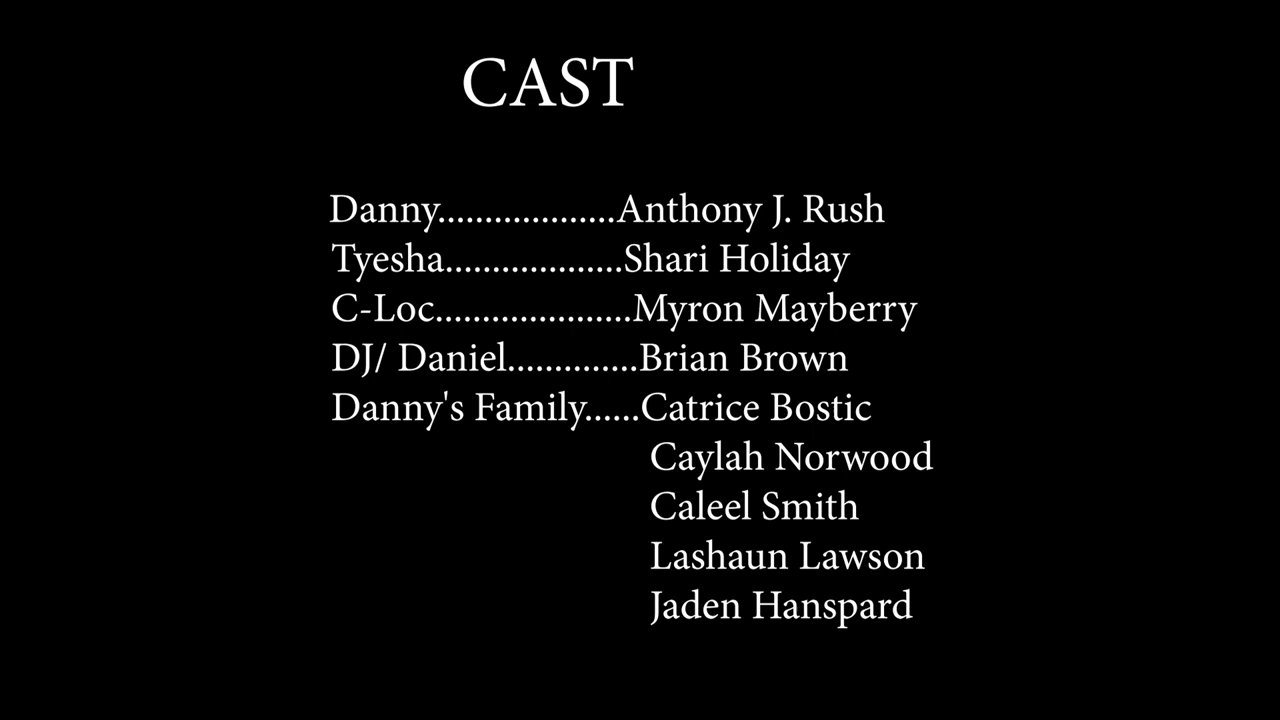 CAST
Danny...................Anthony J. Rush
Tyesha...................Shari Holiday
C-Loc.....................Myron Mayberry
DJ/ Daniel..............Brian Brown
Danny's Family......Catrice Bostic
Caylah Norwood
Caleel Smith
Lashaun Lawson
Jaden Hanspard